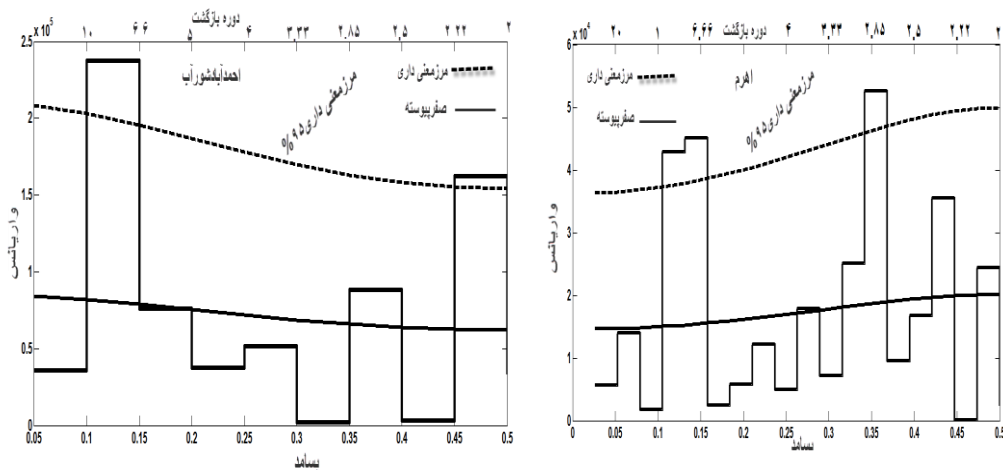 دوره بازگشت
۱۰ ۶ ۶ ۵ ۴ ۳.۳۳ ۲.۸۵ ۲.۵ ۲ ۲۲ ۲
×10⁵
احمدآبادشورآب
مرزمعنی داری
صفرپیوسته
مرزمعنی داری۹۵%
واریانس
2.5
2
1.5
1
0.5
0
0.05 0.1 0.15 0.2 0.25 0.3 0.35 0.4 0.45 0.5
بسامد
دوره بازگشت
۲۰ ۱ ۶.۶۶ ۴ ۳.۳۳ ۲.۸۵ ۲.۵ ۲.۲۲ ۲
×10⁴
اهرم
مرزمعنی داری
صفرپیوسته
مرزمعنی داری۹۵%
واریانس
6
5
4
3
2
1
0
0 0.05 0.1 0.15 0.2 0.25 0.3 0.35 0.4 0.45 0.5
بسامد